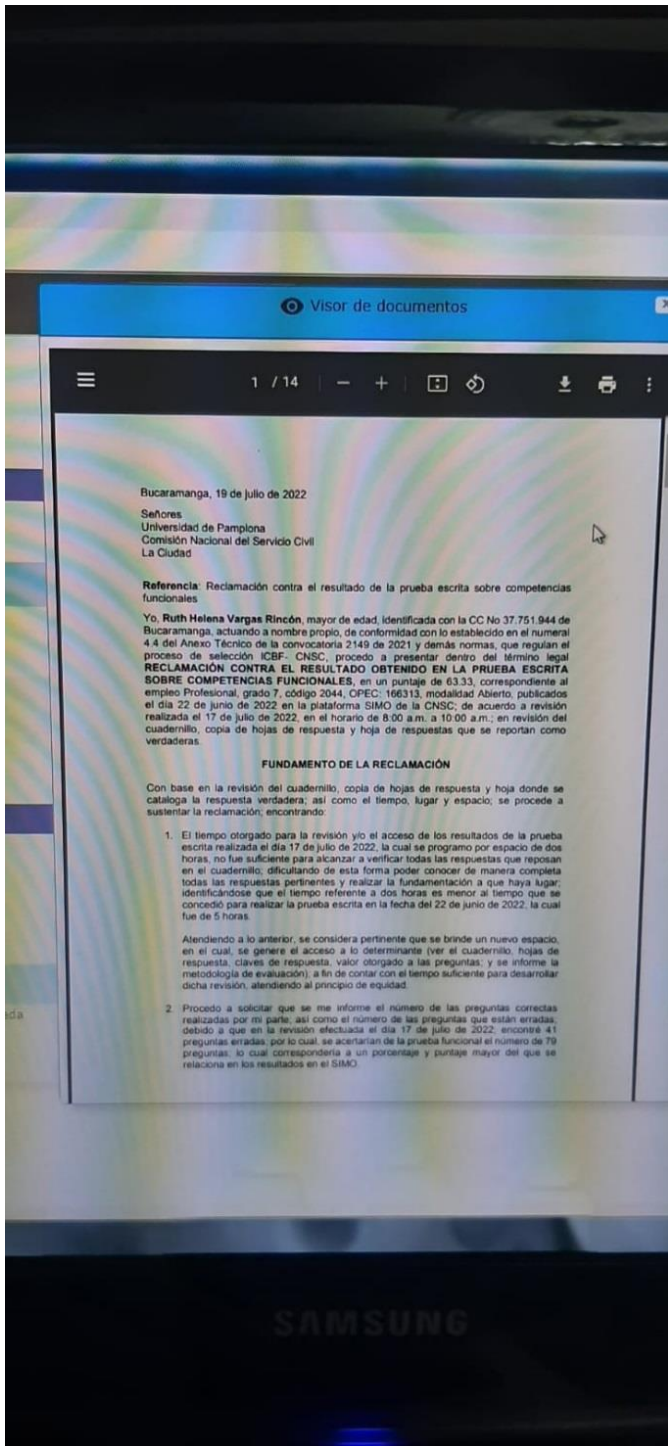 Visor de documentos
1 / 14
Bucaramanga, 19 de julio de 2022
Señores
Universidad de Pamplona
Comisión Nacional del Servicio Civil
La Ciudad
Referencia: Reclamación contra el resultado de la prueba escrita sobre competencias
funcionales
Yo, Ruth Helena Vargas Rincón, mayor de edad, identificada con la CC No 37.751.944 de
Bucaramanga, actuando a nombre propio, de conformidad con lo establecido en el numeral
4.4 del Anexo Técnico de la convocatoria 2149 de 2021 y demás normas, que regulan el
proceso de selección ICBF- CNSC, procedo a presentar dentro del término legal
RECLAMACIÓN CONTRA EL RESULTADO OBTENIDO EN LA PRUEBA ESCRITA
SOBRE COMPETENCIAS FUNCIONALES, en un puntaje de 63.33, correspondiente al
empleo Profesional, grado 7, código 2044, OPEC: 166313, modalidad Abierto, publicados
el día 22 de junio de 2022 en la plataforma SIMO de la CNSC; de acuerdo a revisión
realizada el 17 de julio de 2022, en el horario de 8:00 a.m. a 10:00 a.m.; en revisión del
cuadernillo, copia de hojas de respuesta y hoja de respuestas que se reportan como
verdaderas.
FUNDAMENTO DE LA RECLAMACIÓN
Con base en la revisión del cuadernillo, copia de hojas de respuesta y hoja donde se
cataloga la respuesta verdadera; así como el tiempo, lugar y espacio; se procede a
sustentar la reclamación; encontrando:
1. El tiempo otorgado para la revisión y/o el acceso de los resultados de la prueba
escrita realizada el día 17 de julio de 2022, la cual se programo por espacio de dos
horas, no fue suficiente para alcanzar a verificar todas las respuestas que reposan
en el cuadernillo; dificultando de esta forma poder conocer de manera completa
todas las respuestas pertinentes y realizar la fundamentación a que haya lugar;
identificándose que el tiempo referente a dos horas es menor al tiempo que se
concedió para realizar la prueba escrita en la fecha del 22 de junio de 2022, la cual
fue de 5 horas.
Atendiendo a lo anterior, se considera pertinente que se brinde un nuevo espacio,
en el cual, se genere el acceso a lo determinante (ver el cuadernillo, hojas de
respuesta, claves de respuesta, valor otorgado a las preguntas; y se informe la
metodología de evaluación), a fin de contar con el tiempo suficiente para desarrollar
dicha revisión, atendiendo al principio de equidad.
2. Procedo a solicitar que se me informe el número de las preguntas correctas
realizadas por mi parte, así como el número de las preguntas que están erradas,
debido a que en la revisión efectuada el día 17 de julio de 2022, encontré 41
preguntas erradas, por lo cual, se acertarían de la prueba funcional el número de 79
preguntas, lo cual correspondería a un porcentaje y puntaje mayor del que se
relaciona en los resultados en el SIMO.
SAMSUNG